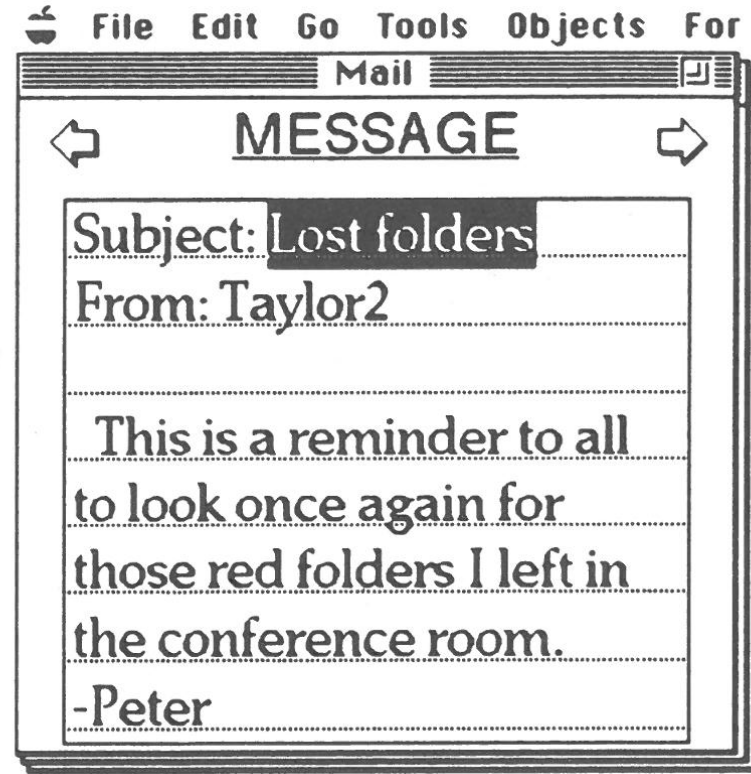 File Edit Go Tools Objects For
Mail
MESSAGE
Subject: Lost folders
From: Taylor2
This is a reminder to all
to look once again for
those red folders I left in
the conference room.
-Peter